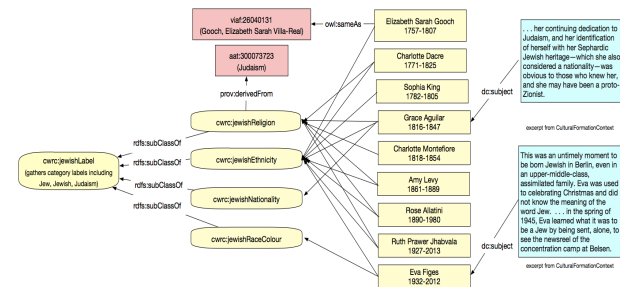 viaf:26040131
(Gooch, Elizabeth Sarah Villa-Real)
owl:sameAs
Elizabeth Sarah Gooch
1757-1807
aat:300073723
(Judaism)
prov:derivedFrom
Charlotte Dacre
1771-1825
Sophia King
1782-1805
Grace Aguilar
1816-1847
Charlotte Montefiore
1818-1854
Amy Levy
1861-1889
Rose Allatini
1890-1980
Ruth Prawer Jhabvala
1927-2013
Eva Figes
1932-2012
cwrc:jewishReligion
cwrc:jewishEthnicity
cwrc:jewishNationality
cwrc:jewishRaceColour
rdfs:subClassOf
rdfs:subClassOf
rdfs:subClassOf
rdfs:subClassOf
cwrc:jewishLabel
(gathers category labels including
Jew, Jewish, Judaism)
dc:subject
. . . her continuing dedication to
Judaism, and her identification
of herself with her Sephardic
Jewish heritage—which she also
considered a nationality—was
obvious to those who knew her,
and she may have been a proto-
Zionist.
excerpt from CulturalFormationContext
dc:subject
This was an untimely moment to
be born Jewish in Berlin, even in
an upper-middle-class,
assimilated family. Eva was used
to celebrating Christmas and did
not know the meaning of the
word Jew. . . . in the spring of
1945, Eva learned what it was to
be a Jew by being sent, alone, to
see the newsreel of the
concentration camp at Belsen.
excerpt from CulturalFormationContext